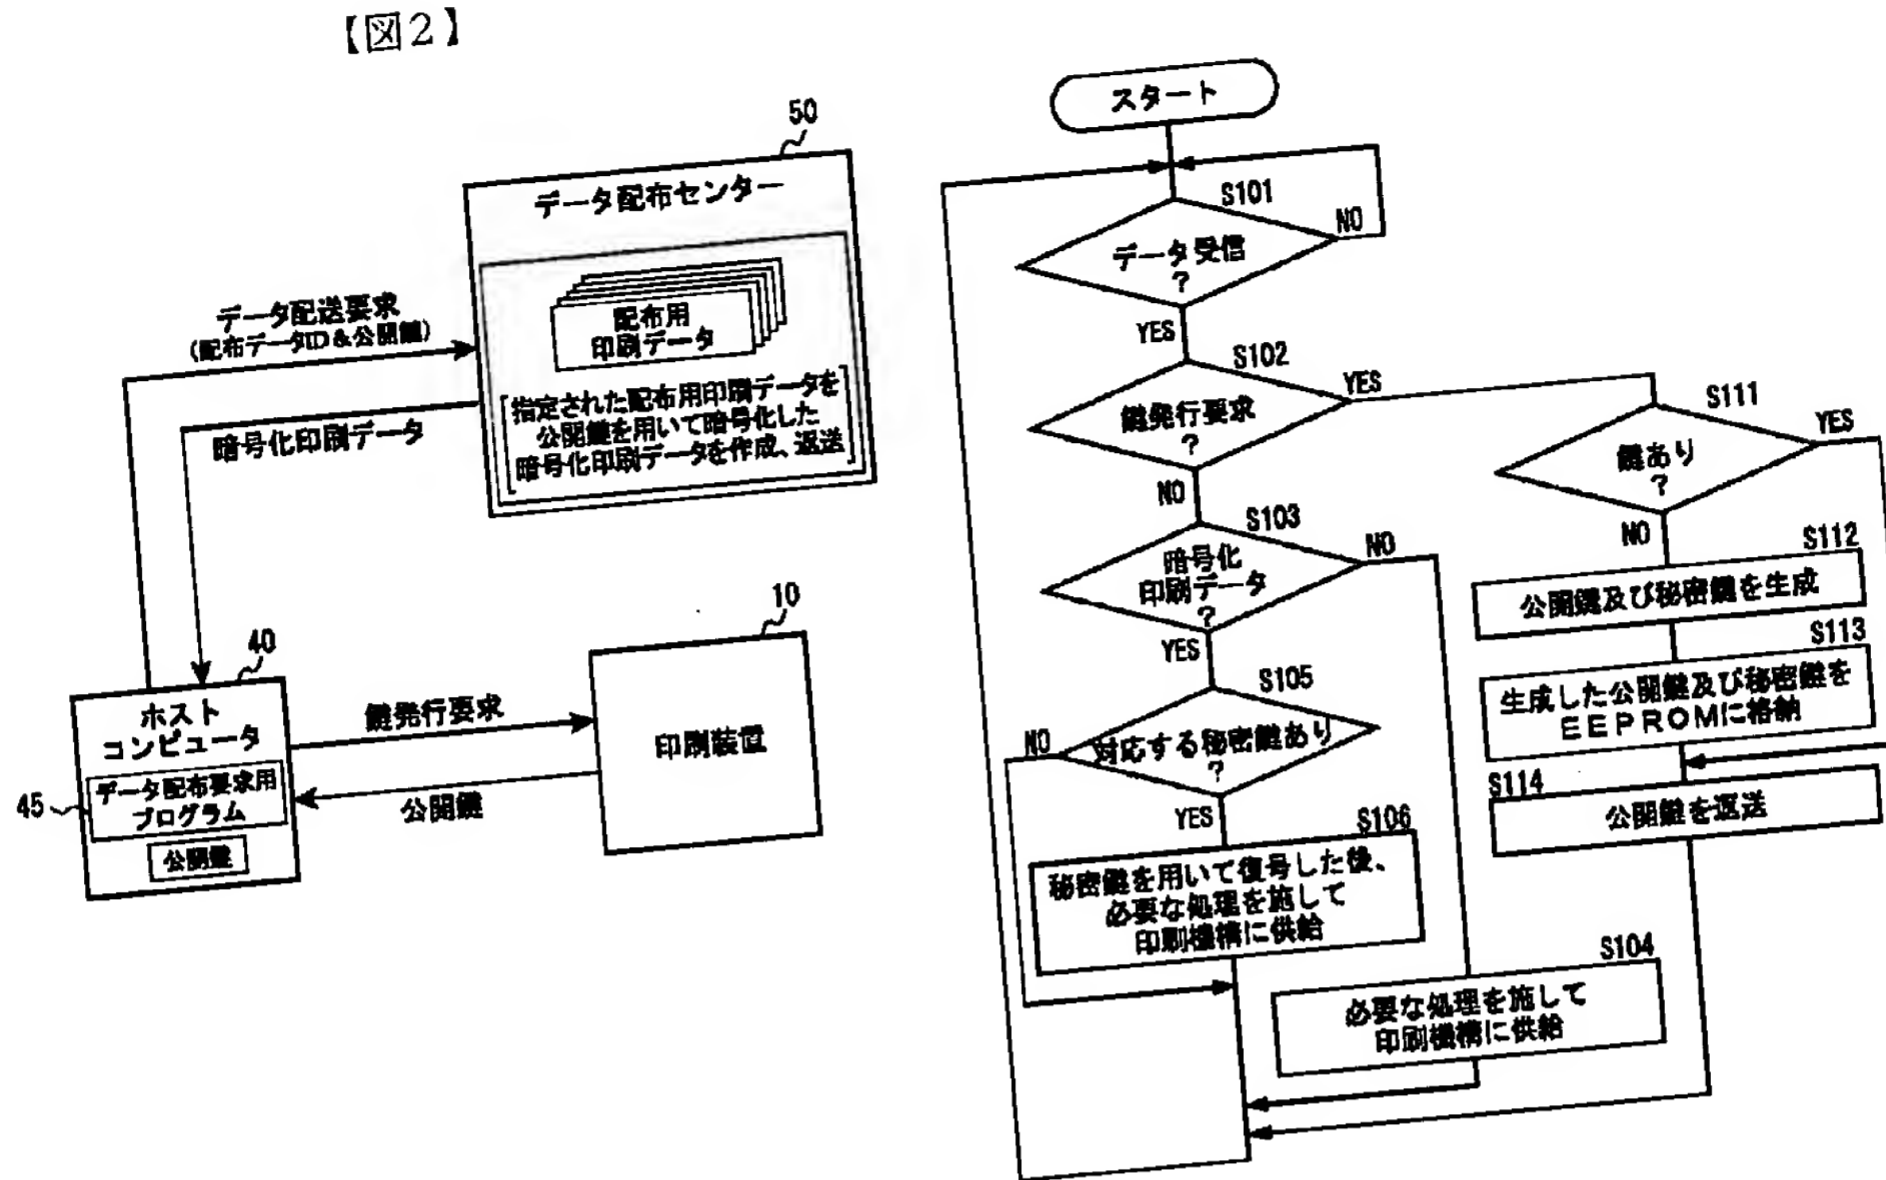 【図2】
50
データ配布センター
配布用
印刷データ
指定された配布用印刷データを
公開鍵を用いて暗号化した
暗号化印刷データを作成、返送
データ配送要求
(配布データID&公開鍵)
暗号化印刷データ
40
ホスト
コンピュータ
45
データ配布要求用
プログラム
公開鍵
鍵発行要求
公開鍵
10
印刷装置
スタート
S101
データ受信
?
NO
YES
S102
鍵発行要求
?
YES
NO
S103
暗号化
印刷データ
?
NO
YES
S105
対応する秘密鍵あり
?
NO
YES
S106
秘密鍵を用いて復号した後、
必要な処理を施して
印刷機構に供給
S104
必要な処理を施して
印刷機構に供給
S111
鍵あり
?
YES
NO
S112
公開鍵及び秘密鍵を生成
S113
生成した公開鍵及び秘密鍵を
EEPROMに格納
S114
公開鍵を返送